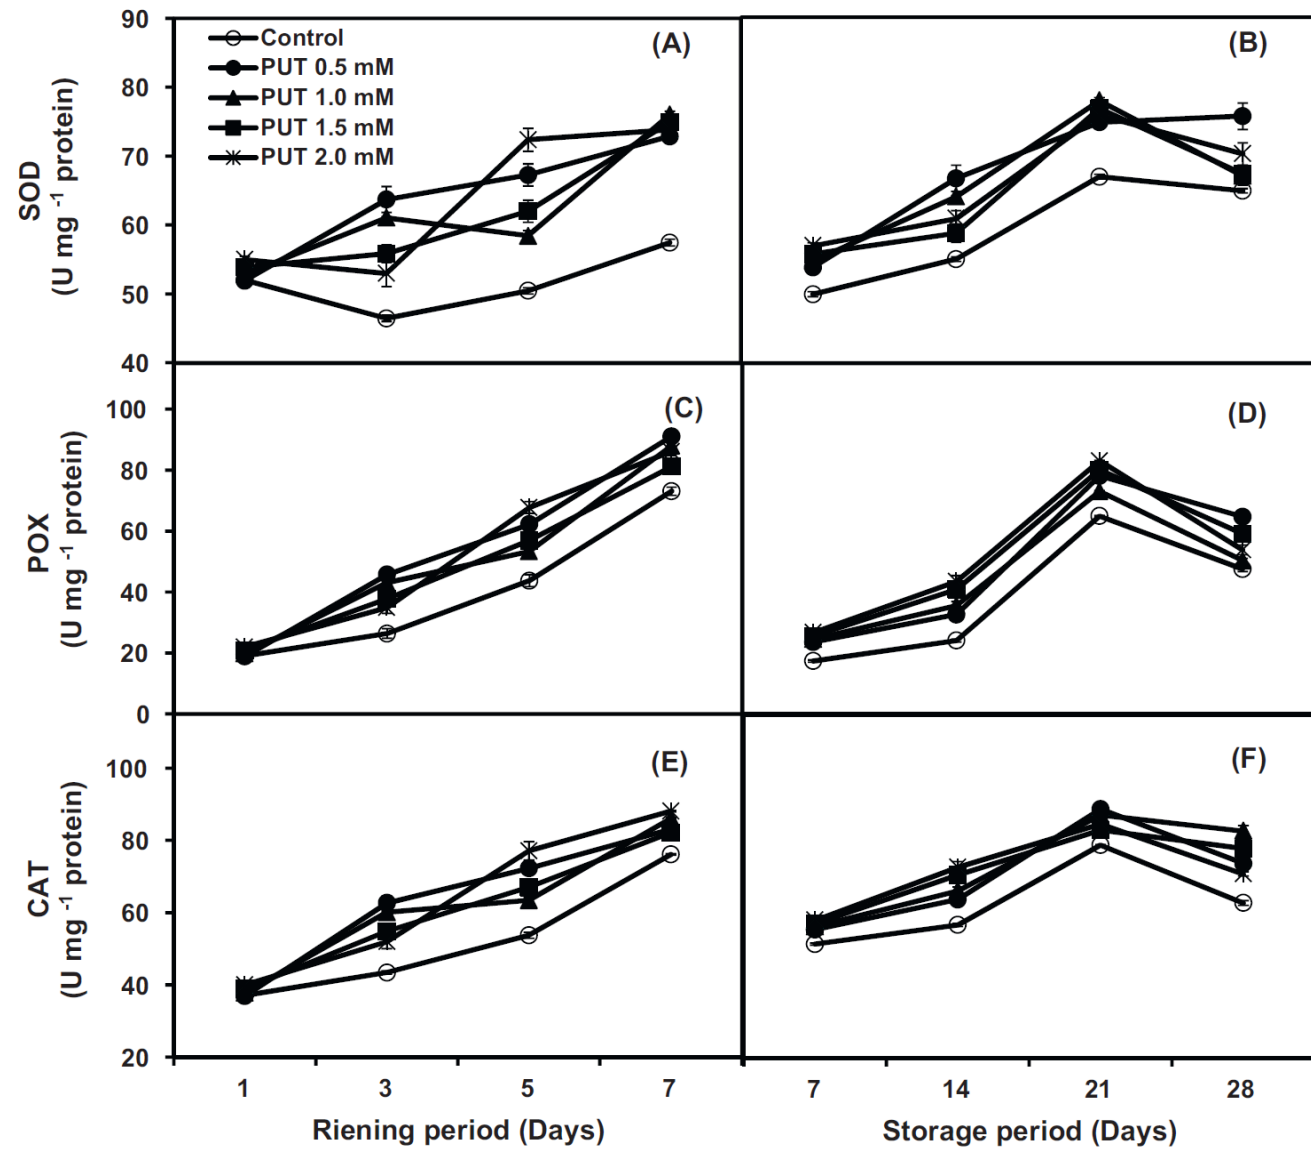 90
80
70
60
50
40
SOD
(U mg -1 protein)
Control
PUT 0.5 mM
PUT 1.0 mM
PUT 1.5 mM
PUT 2.0 mM
(A)
(B)
100
80
60
40
20
0
POX
(U mg -1 protein)
(C)
(D)
100
80
60
40
20
CAT
(U mg -1 protein)
(E)
(F)
1 3 5 7
7 14 21 28
Riening period (Days)
Storage period (Days)